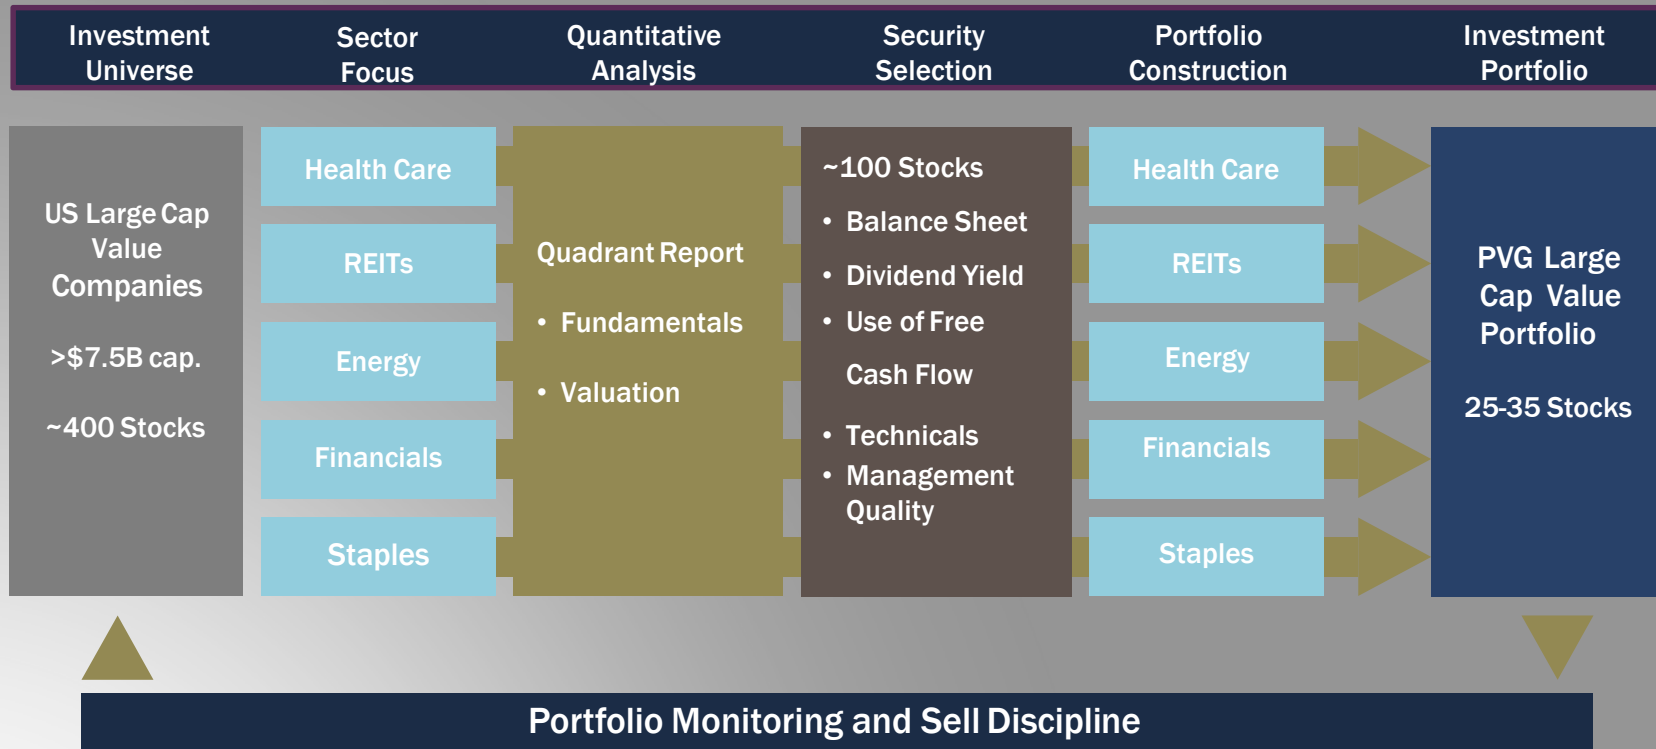 Investment
Universe
Sector
Focus
Quantitative
Analysis
Security
Selection
Portfolio
Construction
Investment
Portfolio
US Large Cap
Value
Companies
>$7.5B cap.
~400 Stocks
Health Care
REITs
Energy
Financials
Staples
Quadrant Report
• Fundamentals
• Valuation
~100 Stocks
• Balance Sheet
• Dividend Yield
• Use of Free
Cash Flow
• Technicals
• Management
Quality
Health Care
REITs
Energy
Financials
Staples
PVG Large
Cap Value
Portfolio
25-35 Stocks
Portfolio Monitoring and Sell Discipline